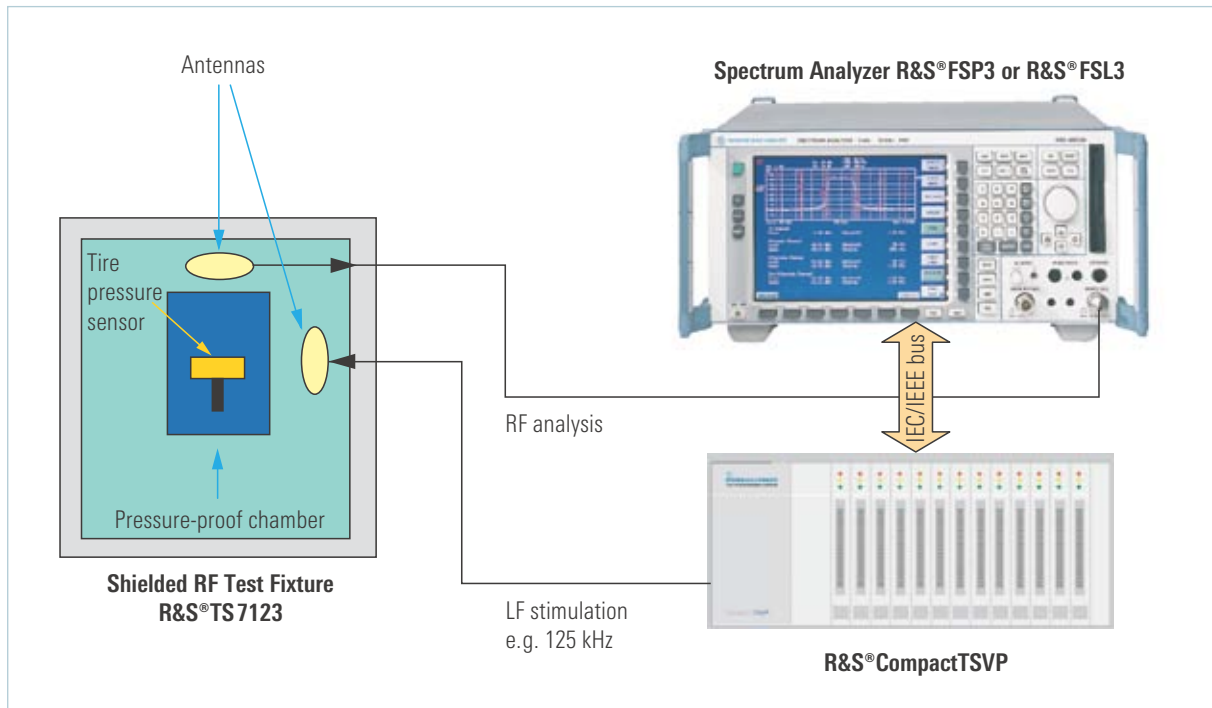 Antennas
Spectrum Analyzer R&S®FSP3 or R&S®FSL3
Tire
pressure
sensor
RF analysis
IEC/IEEE bus
Pressure-proof chamber
Shielded RF Test Fixture
R&S®TS7123
LF stimulation
e.g. 125 kHz
R&S®CompactTSVP